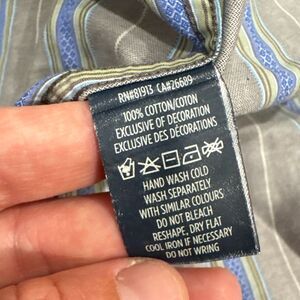 RN#81913 CA#26689
100% COTTON/COTON
EXCLUSIVE OF DECORATION
EXCLUSIVE DES DÉCORATIONS
HAND WASH COLD
WASH SEPARATELY
WITH SIMILAR COLOURS
DO NOT BLEACH
RESHAPE, DRY FLAT
COOL IRON IF NECESSARY
DO NOT WRING